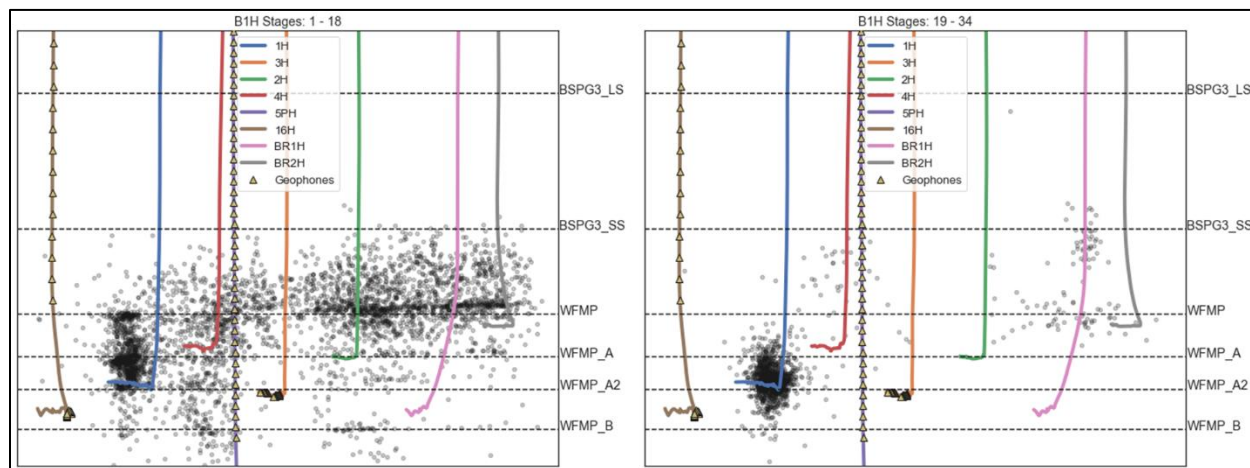 B1H Stages: 1 - 18
1H
3H
2H
4H
5PH
16H
BR1H
BR2H
Geophones
BSPG3_LS
BSPG3_SS
WFMP
WFMP_A
WFMP_A2
WFMP_B
B1H Stages: 19 - 34
1H
3H
2H
4H
5PH
16H
BR1H
BR2H
Geophones
BSPG3_LS
BSPG3_SS
WFMP
WFMP_A
WFMP_A2
WFMP_B